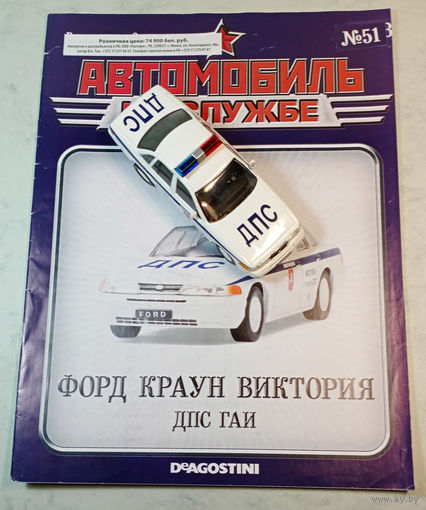 Розничная цена: 74 900 бел. руб.
№51
АВТОМОБИЛЬ
СЛУЖБЕ
ДПС
ДПС
ДПС
FORD
ФОРД КРАУН ВИКТОРИЯ
ДПС ГАИ
DEAGOSTINI
www.ay.by